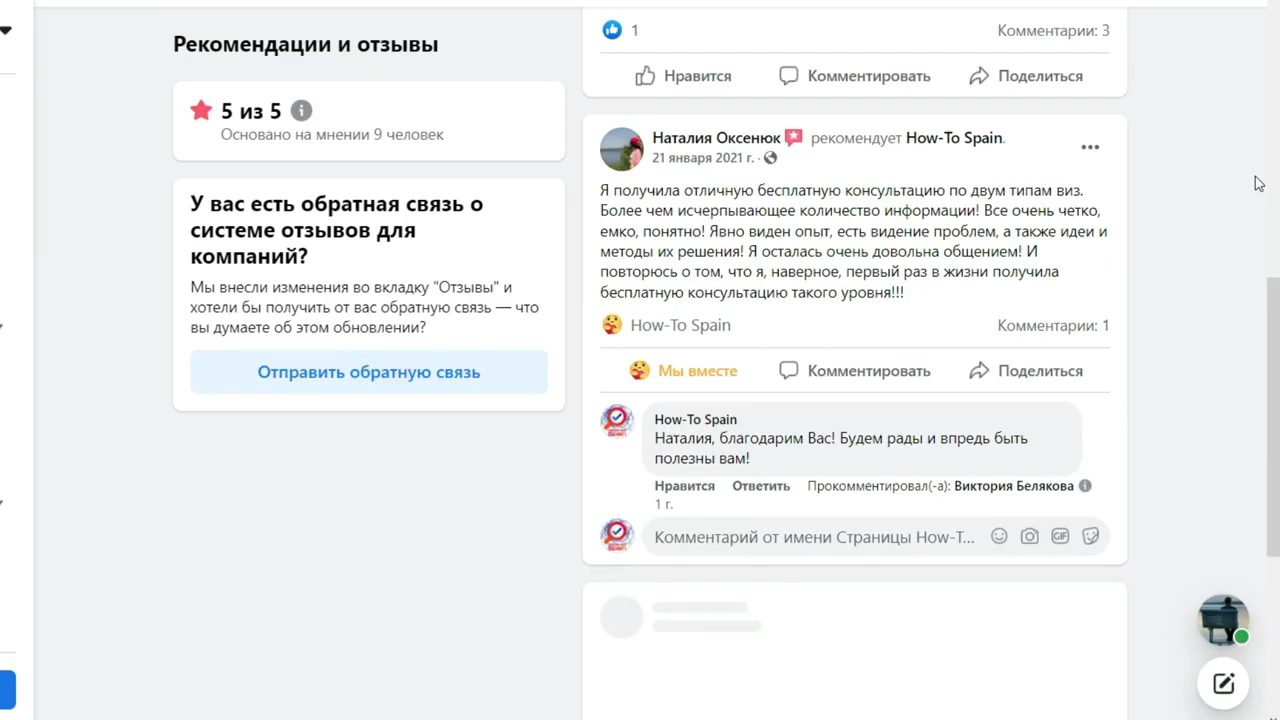 Рекомендации и отзывы
5 из 5
Основано на мнении 9 человек
У вас есть обратная связь о
системе отзывов для
компаний?
Мы внесли изменения во вкладку "Отзывы" и
хотели бы получить от вас обратную связь — что
вы думаете об этом обновлении?
Отправить обратную связь
1
Комментарии: 3
Нравится Комментировать Поделиться
Наталия Оксенюк рекомендует How-To Spain.
21 января 2021 г. ·
Я получила отличную бесплатную консультацию по двум типам виз.
Более чем исчерпывающее количество информации! Все очень четко,
емко, понятно! Явно виден опыт, есть видение проблем, а также идеи и
методы их решения! Я осталась очень довольна общением! И
повторюсь о том, что я, наверное, первый раз в жизни получила
бесплатную консультацию такого уровня!!!
How-To Spain
Комментарии: 1
Мы вместе Комментировать Поделиться
How-To Spain
Наталия, благодарим Вас! Будем рады и впредь быть
полезны вам!
Нравится Ответить Прокомментировал(-а): Виктория Белякова
1 г.
Комментарий от имени Страницы How-T...
GIF